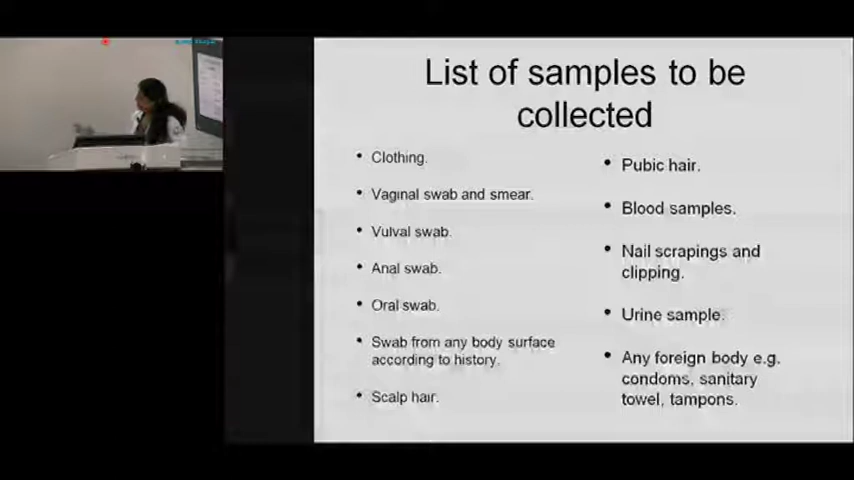 List of samples to be
collected
• Clothing.
• Vaginal swab and smear.
• Vulval swab.
• Anal swab.
• Oral swab.
• Swab from any body surface
according to history.
• Scalp hair.
• Pubic hair.
• Blood samples.
• Nail scrapings and
clipping.
• Urine sample.
• Any foreign body e.g.
condoms, sanitary
towel, tampons.